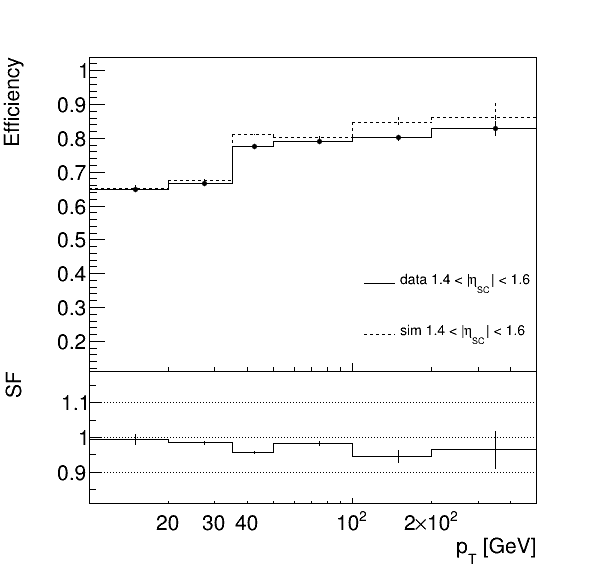 Efficiency
1
0.9
0.8
0.7
0.6
0.5
0.4
0.3
0.2
data 1.4 < |η_SC| < 1.6
sim 1.4 < |η_SC| < 1.6
SF
1.1
1
0.9
20 30 40 10² 2×10²
p_T [GeV]